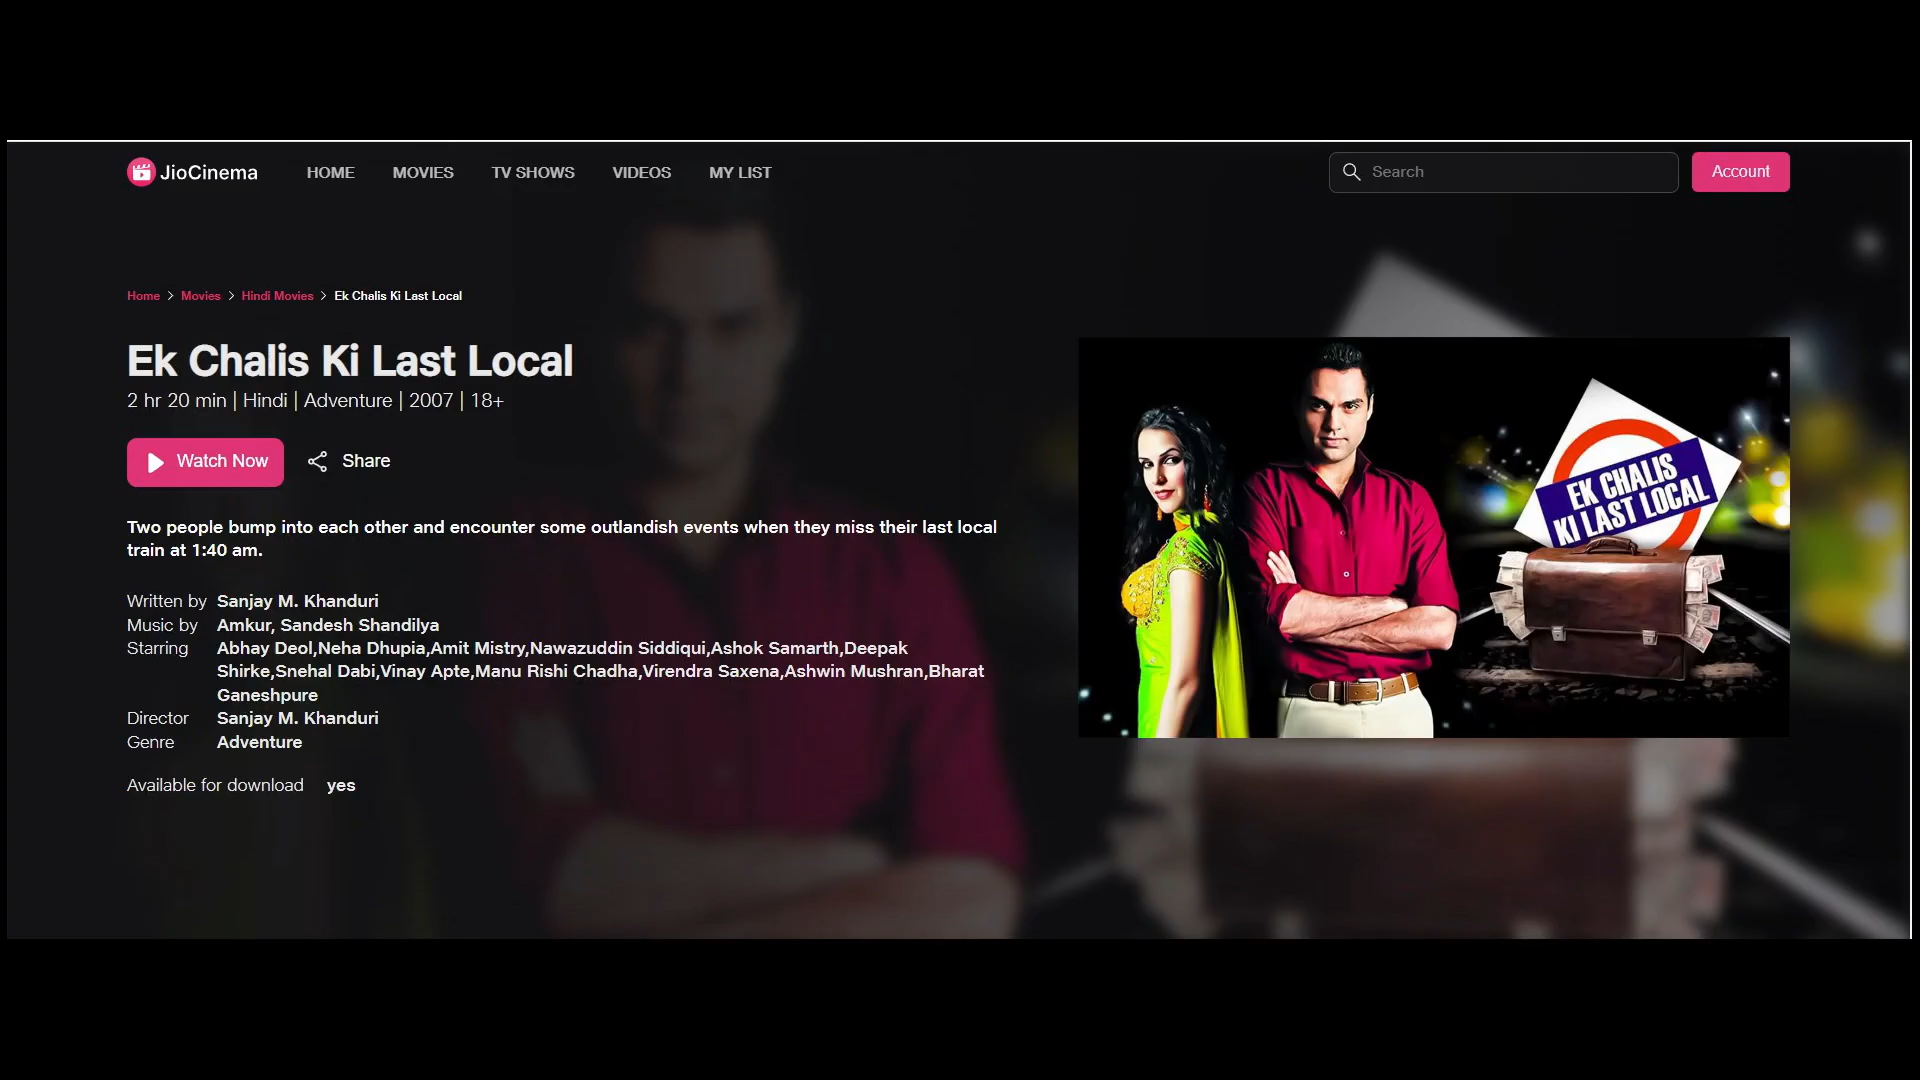 JioCinema HOME MOVIES TV SHOWS VIDEOS MY LIST Search Account
Home > Movies > Hindi Movies > Ek Chalis Ki Last Local
Ek Chalis Ki Last Local
2 hr 20 min | Hindi | Adventure | 2007 | 18+
Watch Now Share
Two people bump into each other and encounter some outlandish events when they miss their last local
train at 1:40 am.
Written by Sanjay M. Khanduri
Music by Amkur, Sandesh Shandilya
Starring Abhay Deol,Neha Dhupia,Amit Mistry,Nawazuddin Siddiqui,Ashok Samarth,Deepak
Shirke,Snehal Dabi,Vinay Apte,Manu Rishi Chadha,Virendra Saxena,Ashwin Mushran,Bharat
Ganeshpure
Director Sanjay M. Khanduri
Genre Adventure
Available for download yes
EK CHALIS
KI LAST LOCAL